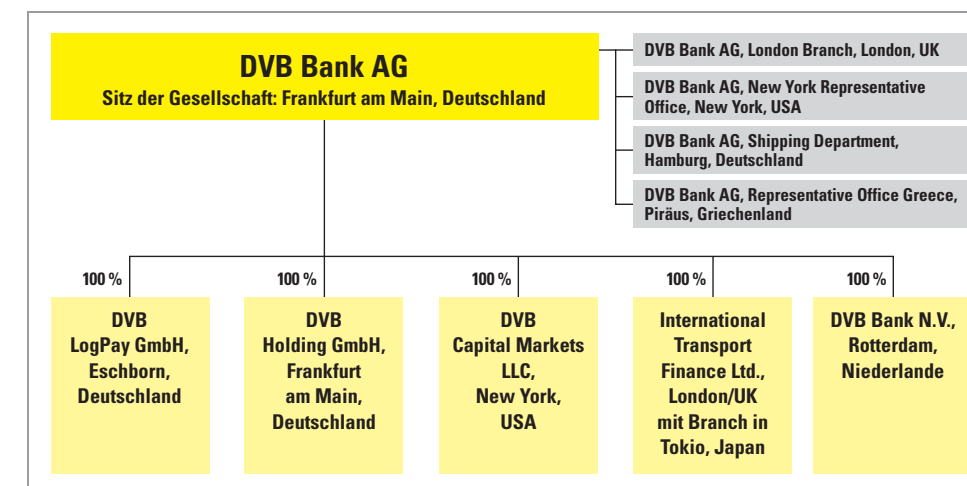 DVB Bank AG
Sitz der Gesellschaft: Frankfurt am Main, Deutschland
DVB Bank AG, London Branch, London, UK
DVB Bank AG, New York Representative
Office, New York, USA
DVB Bank AG, Shipping Department,
Hamburg, Deutschland
DVB Bank AG, Representative Office Greece,
Piräus, Griechenland
100 %
DVB
LogPay GmbH,
Eschborn,
Deutschland
100 %
DVB
Holding GmbH,
Frankfurt
am Main,
Deutschland
100 %
DVB
Capital Markets
LLC,
New York,
USA
100 %
International
Transport
Finance Ltd.,
London/UK
mit Branch in
Tokio, Japan
100 %
DVB Bank N.V.,
Rotterdam,
Niederlande